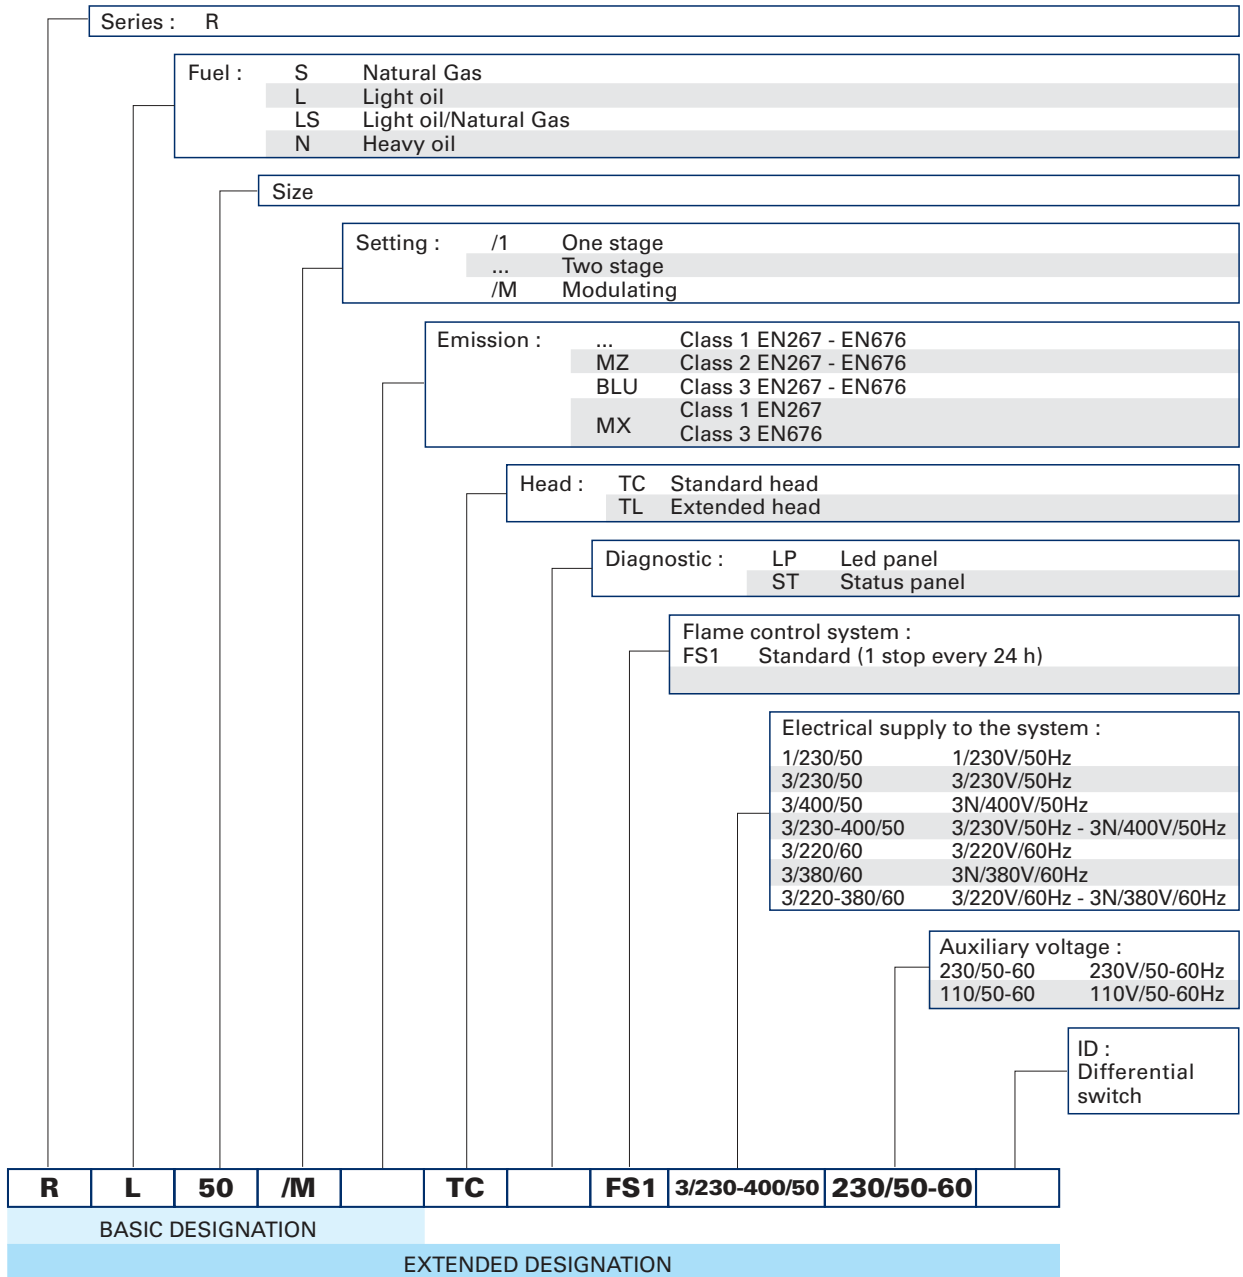 Series : R
Fuel : S Natural Gas
L Light oil
LS Light oil/Natural Gas
N Heavy oil
Size
Setting : /1 One stage
... Two stage
/M Modulating
Emission : ... Class 1 EN267 - EN676
MZ Class 2 EN267 - EN676
BLU Class 3 EN267 - EN676
MX Class 1 EN267
Class 3 EN676
Head : TC Standard head
TL Extended head
Diagnostic : LP Led panel
ST Status panel
Flame control system :
FS1 Standard (1 stop every 24 h)
Electrical supply to the system :
1/230/50 1/230V/50Hz
3/230/50 3/230V/50Hz
3/400/50 3N/400V/50Hz
3/230-400/50 3/230V/50Hz - 3N/400V/50Hz
3/220/60 3/220V/60Hz
3/380/60 3N/380V/60Hz
3/220-380/60 3/220V/60Hz - 3N/380V/60Hz
Auxiliary voltage :
230/50-60 230V/50-60Hz
110/50-60 110V/50-60Hz
ID :
Differential
switch
R L 50 /M TC FS1 3/230-400/50 230/50-60
BASIC DESIGNATION
EXTENDED DESIGNATION